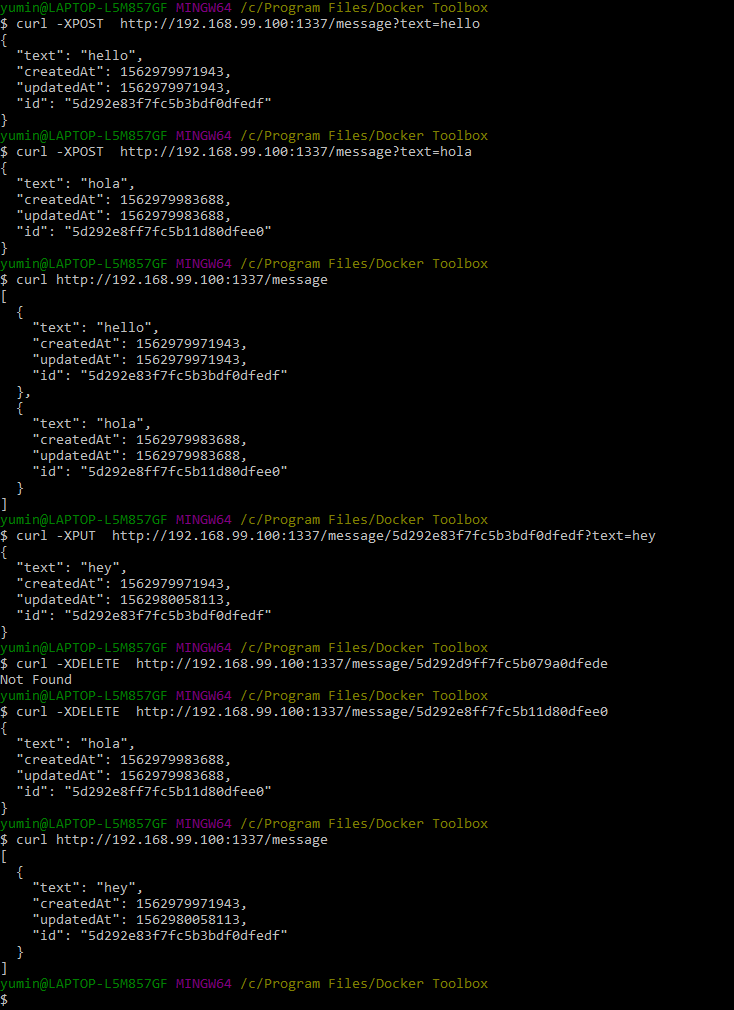 yumin@LAPTOP-L5M857GF MINGW64 /c/Program Files/Docker Toolbox
$ curl -XPOST  http://192.168.99.100:1337/message?text=hello
{
  "text": "hello",
  "createdAt": 1562979971943,
  "updatedAt": 1562979971943,
  "id": "5d292e83f7fc5b3bdf0dfedf"
}
yumin@LAPTOP-L5M857GF MINGW64 /c/Program Files/Docker Toolbox
$ curl -XPOST  http://192.168.99.100:1337/message?text=hola
{
  "text": "hola",
  "createdAt": 1562979983688,
  "updatedAt": 1562979983688,
  "id": "5d292e8ff7fc5b11d80dfee0"
}
yumin@LAPTOP-L5M857GF MINGW64 /c/Program Files/Docker Toolbox
$ curl http://192.168.99.100:1337/message
[
  {
    "text": "hello",
    "createdAt": 1562979971943,
    "updatedAt": 1562979971943,
    "id": "5d292e83f7fc5b3bdf0dfedf"
  },
  {
    "text": "hola",
    "createdAt": 1562979983688,
    "updatedAt": 1562979983688,
    "id": "5d292e8ff7fc5b11d80dfee0"
  }
]
yumin@LAPTOP-L5M857GF MINGW64 /c/Program Files/Docker Toolbox
$ curl -XPUT  http://192.168.99.100:1337/message/5d292e83f7fc5b3bdf0dfedf?text=hey
{
  "text": "hey",
  "createdAt": 1562979971943,
  "updatedAt": 1562980058113,
  "id": "5d292e83f7fc5b3bdf0dfedf"
}
yumin@LAPTOP-L5M857GF MINGW64 /c/Program Files/Docker Toolbox
$ curl -XDELETE  http://192.168.99.100:1337/message/5d292d9ff7fc5b079a0dfede
Not Found
yumin@LAPTOP-L5M857GF MINGW64 /c/Program Files/Docker Toolbox
$ curl -XDELETE  http://192.168.99.100:1337/message/5d292e8ff7fc5b11d80dfee0
{
  "text": "hola",
  "createdAt": 1562979983688,
  "updatedAt": 1562979983688,
  "id": "5d292e8ff7fc5b11d80dfee0"
}
yumin@LAPTOP-L5M857GF MINGW64 /c/Program Files/Docker Toolbox
$ curl http://192.168.99.100:1337/message
[
  {
    "text": "hey",
    "createdAt": 1562979971943,
    "updatedAt": 1562980058113,
    "id": "5d292e83f7fc5b3bdf0dfedf"
  }
]
yumin@LAPTOP-L5M857GF MINGW64 /c/Program Files/Docker Toolbox
$